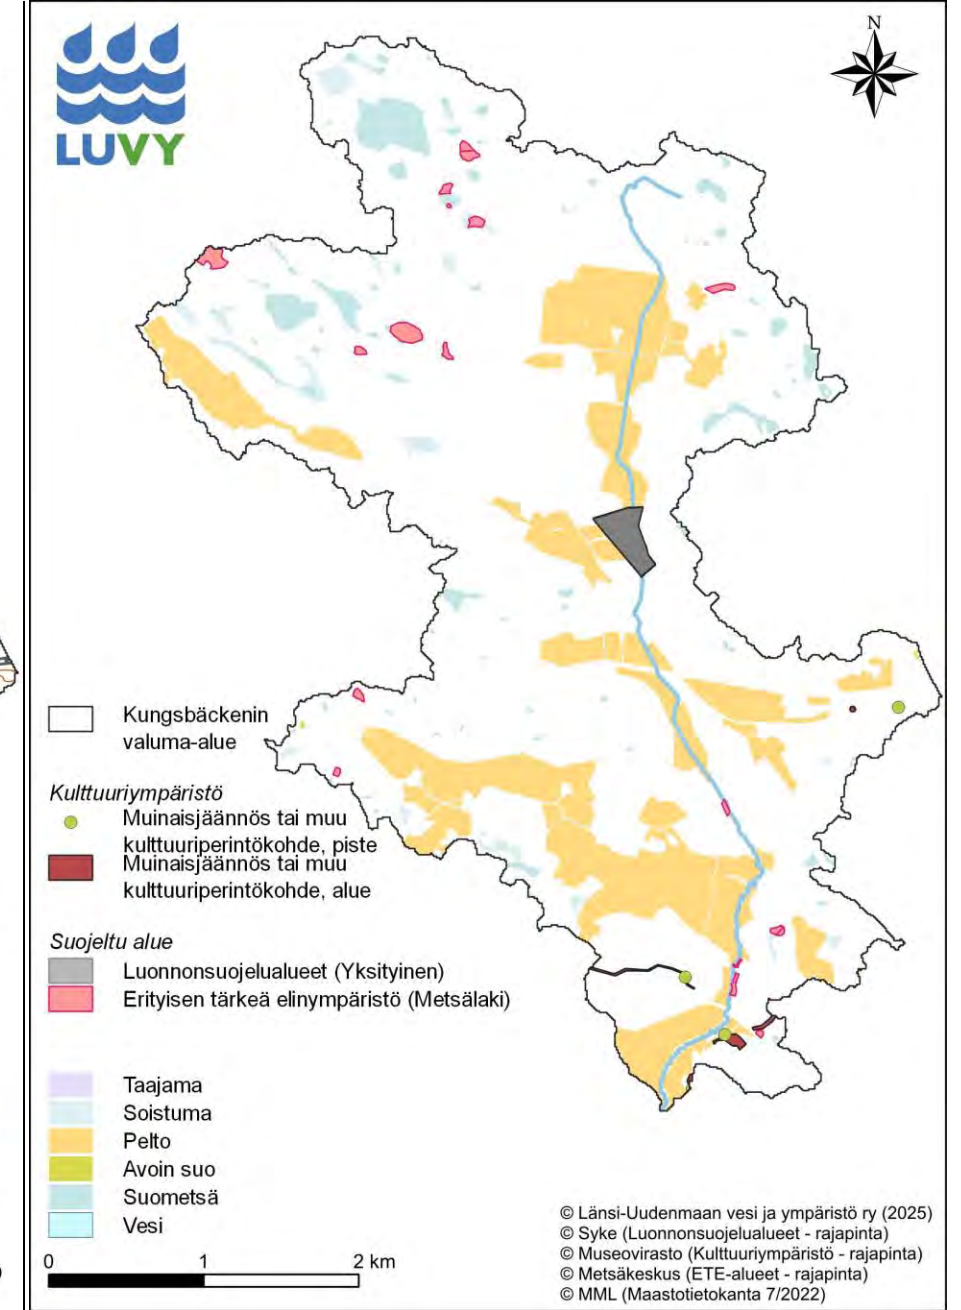 LUVY
N
Kungsbäckenin
valuma-alue
Kulttuuriympäristö
Muinaisjäännös tai muu
kulttuuriperintökohde, piste
Muinaisjäännös tai muu
kulttuuriperintökohde, alue
Suojeltu alue
Luonnonsuojelualueet (Yksityinen)
Erityisen tärkeä elinympäristö (Metsälaki)
Taajama
Soistuma
Pelto
Avoin suo
Suometsä
Vesi
0 1 2 km
© Länsi-Uudenmaan vesi ja ympäristö ry (2025)
© Syke (Luonnonsuojelualueet - rajapinta)
© Museovirasto (Kulttuuriympäristö - rajapinta)
© Metsäkeskus (ETE-alueet - rajapinta)
© MML (Maastotietokanta 7/2022)